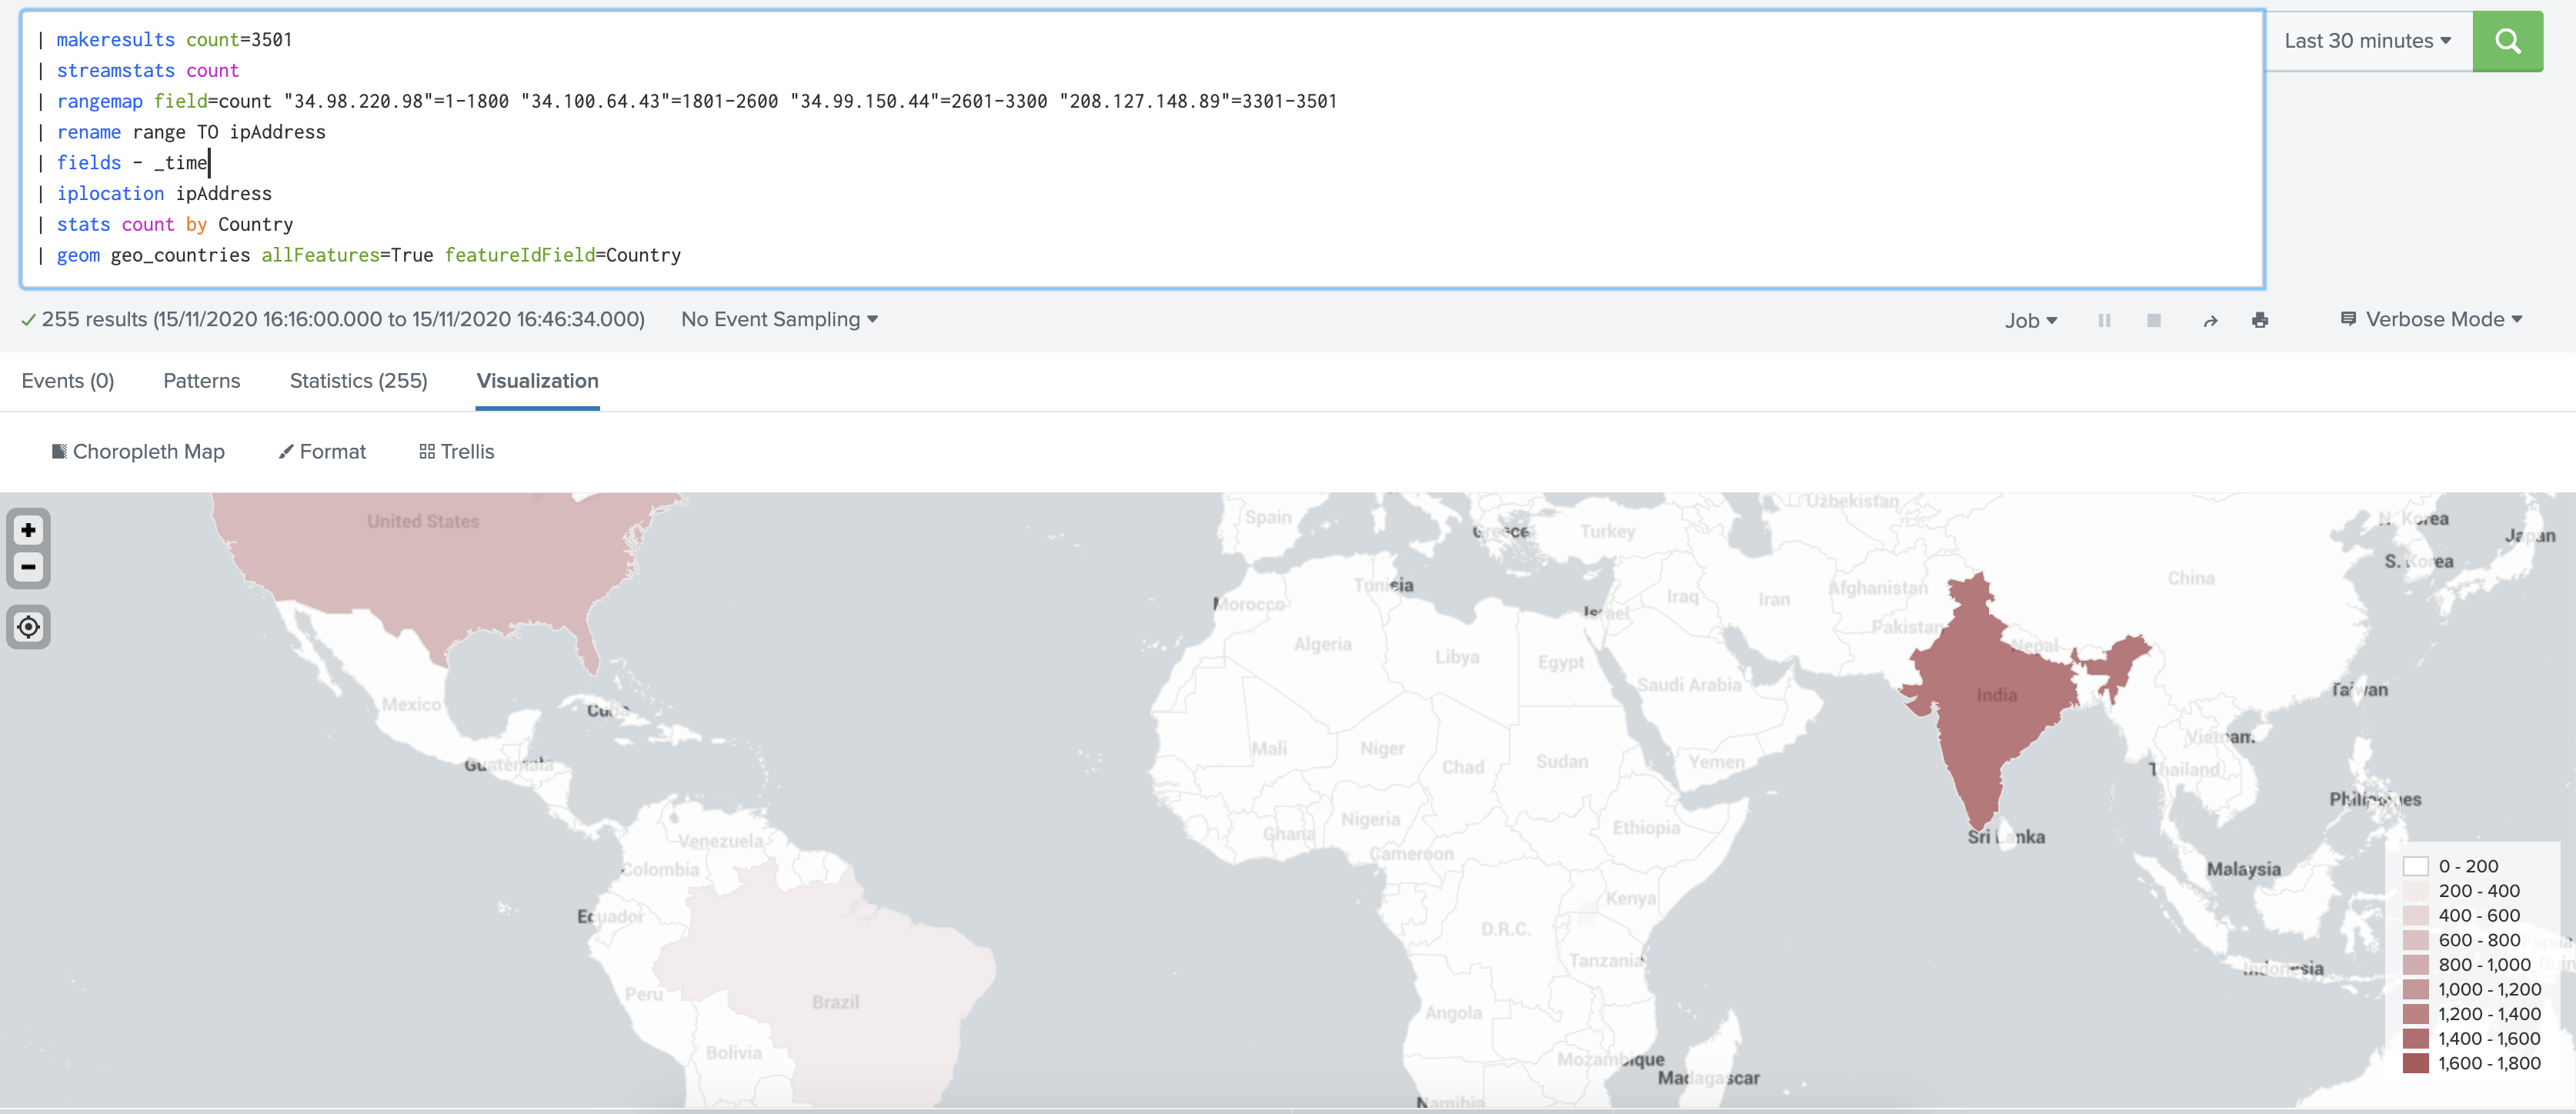 | makeresults count=3501
| streamstats count
| rangemap field=count "34.98.220.98"=1-1800 "34.100.64.43"=1801-2600 "34.99.150.44"=2601-3300 "208.127.148.89"=3301-3501
| rename range TO ipAddress
| fields - _time
| iplocation ipAddress
| stats count by Country
| geom geo_countries allFeatures=True featureIdField=Country
Last 30 minutes
255 results (15/11/2020 16:16:00.000 to 15/11/2020 16:46:34.000) No Event Sampling
Job
Verbose Mode
Events (0) Patterns Statistics (255) Visualization
Choropleth Map Format Trellis
United States
Spain
Greece
Turkey
Uzbekistan
N. Korea
Japan
S. Korea
China
Tunisia
Morocco
Israel
Iraq
Iran
Afghanistan
Pakistan
Algeria
Libya
Egypt
Nepal
Saudi Arabia
India
Taiwan
Mexico
Cuba
Guatemala
Mali
Niger
Chad
Sudan
Yemen
Vietnam
Thailand
Philippines
Venezuela
Colombia
Ghana
Nigeria
Cameroon
Ethiopia
Sri Lanka
Malaysia
Ecuador
Kenya
D.R.C.
Tanzania
Indonesia
Peru
Brazil
Angola
Bolivia
Mozambique
Madagascar
Namibia
0 - 200
200 - 400
400 - 600
600 - 800
800 - 1,000
1,000 - 1,200
1,200 - 1,400
1,400 - 1,600
1,600 - 1,800